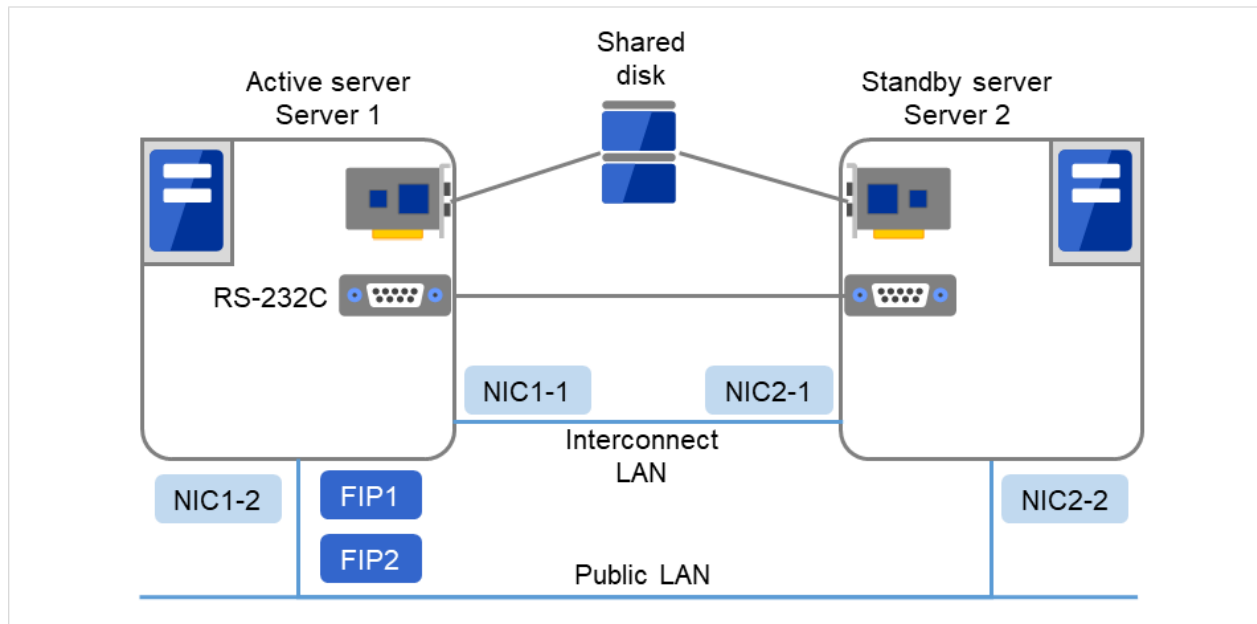 Shared
disk
Active server
Server 1
Standby server
Server 2
RS-232C
NIC1-1
NIC2-1
Interconnect
LAN
NIC1-2
FIP1
NIC2-2
FIP2
Public LAN